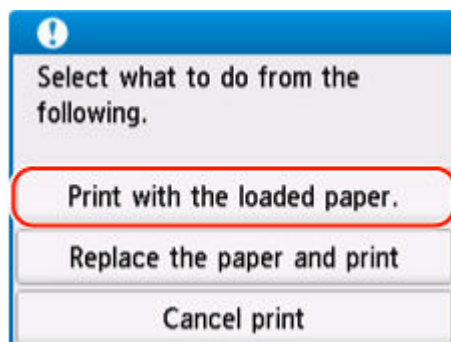 Select what to do from the
following.
Print with the loaded paper.
Replace the paper and print
Cancel print